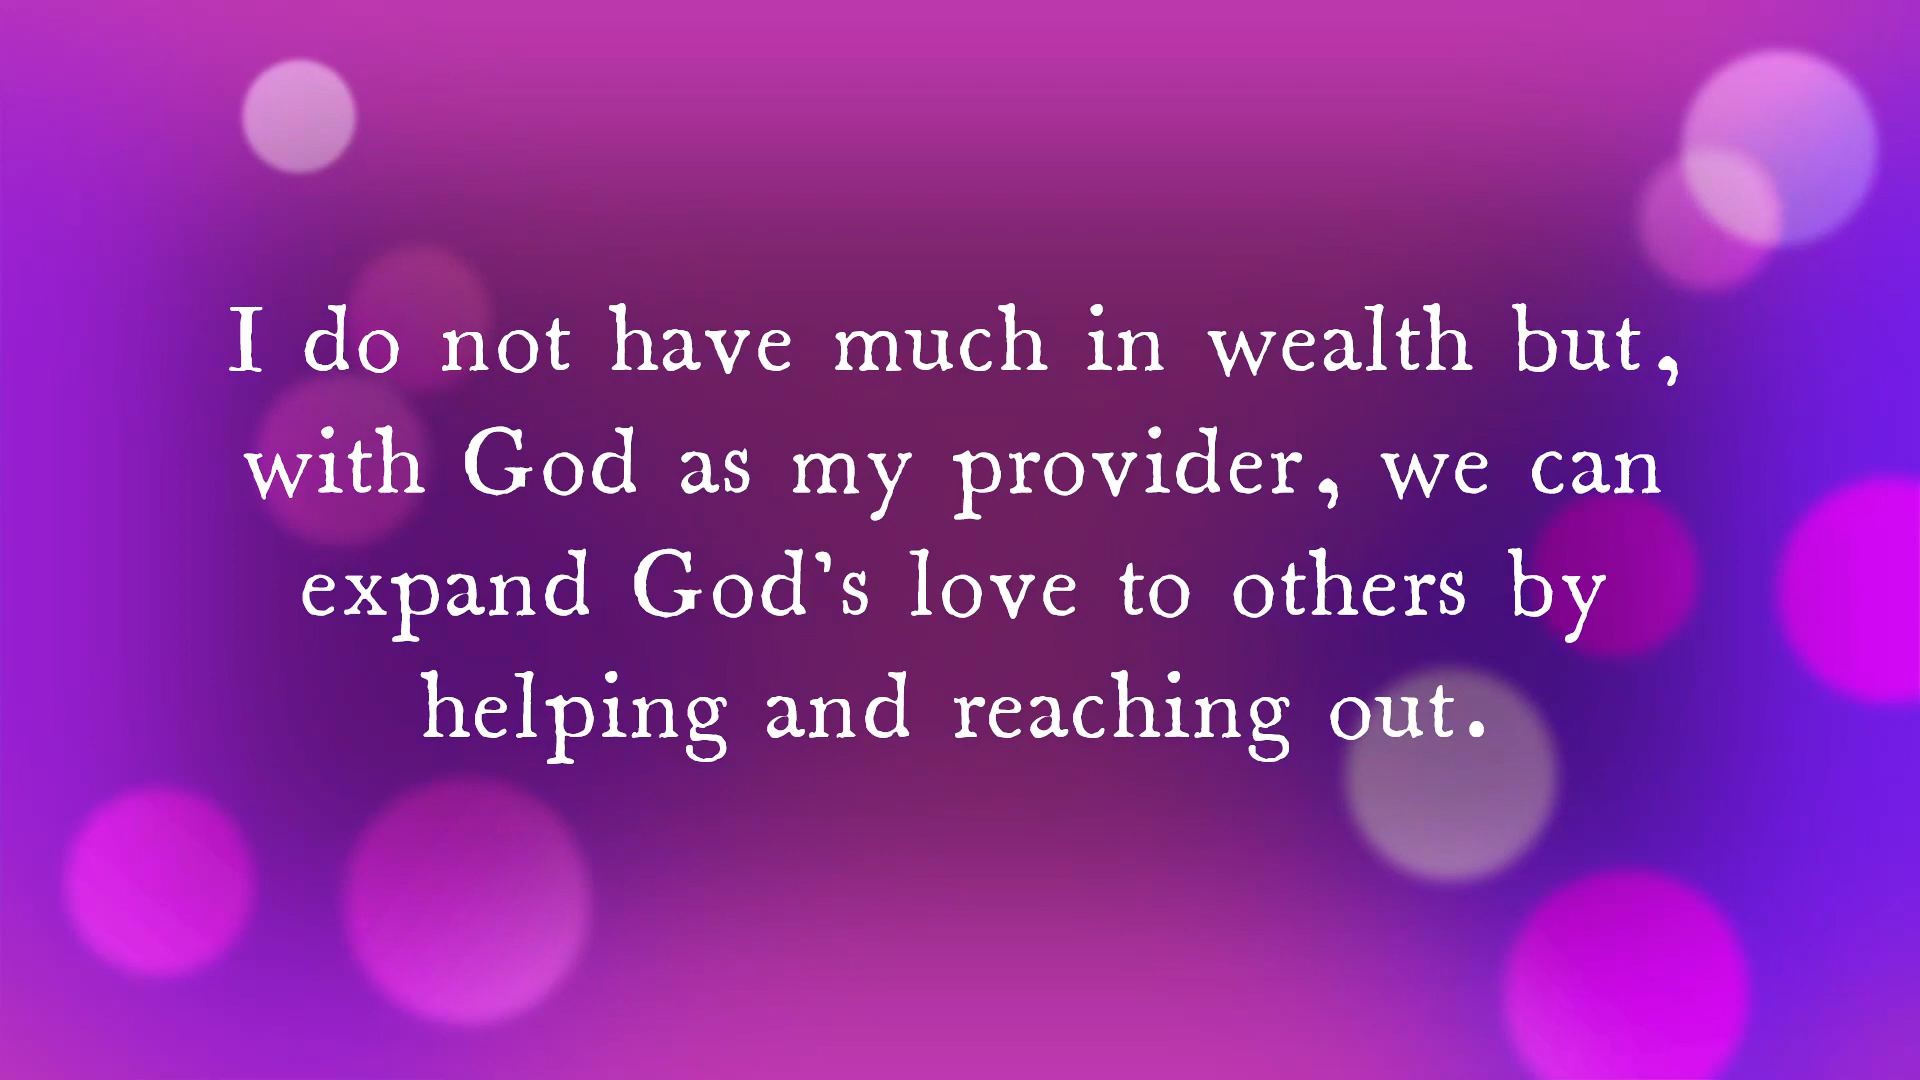 I do not have much in wealth but,
with God as my provider, we can
expand God’s love to others by
helping and reaching out.